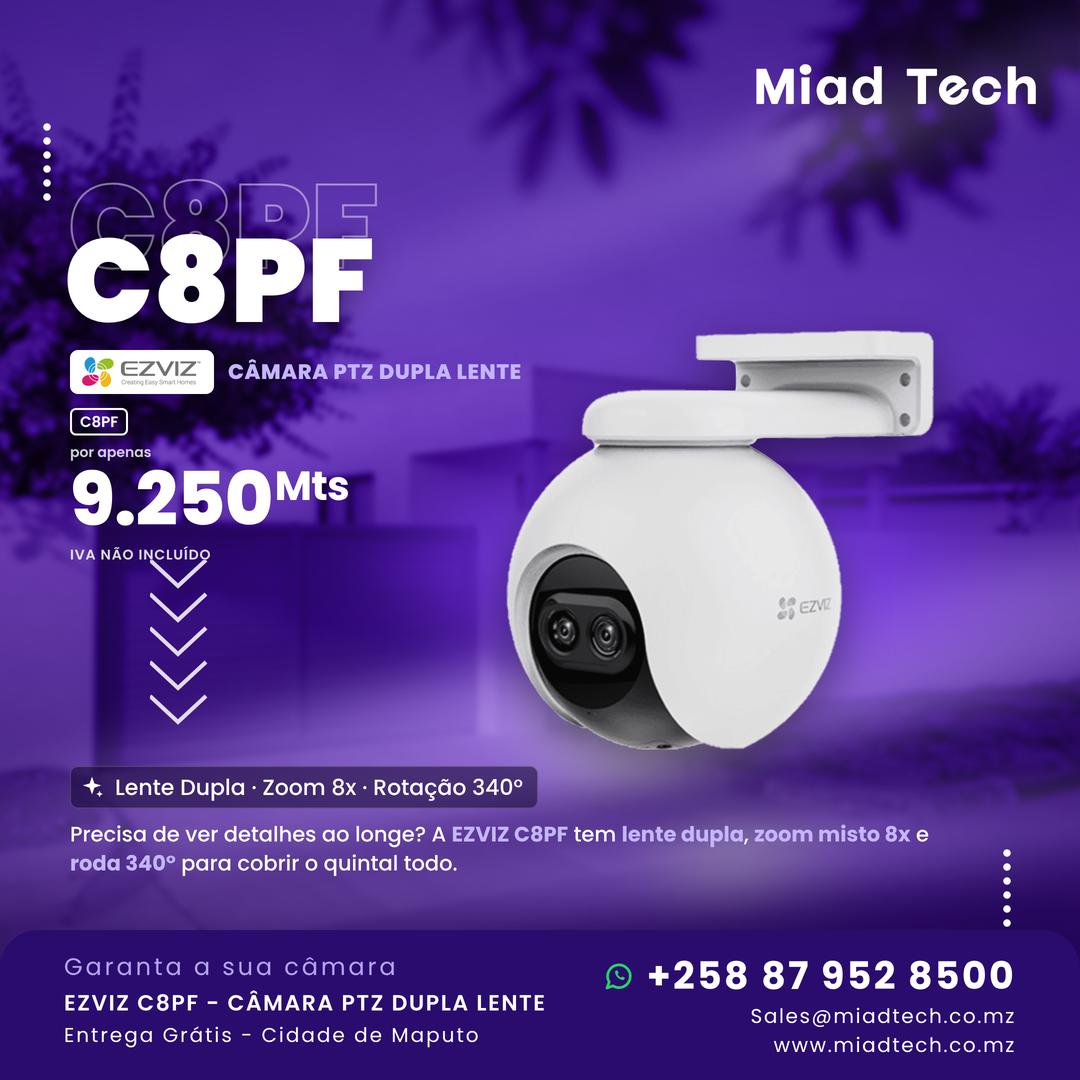 Miad Tech
C8PF
C8PF
EZVIZ™
Creating Easy Smart Homes
CÂMARA PTZ DUPLA LENTE
C8PF
por apenas
9.250Mts
IVA NÃO INCLUÍDO
EZVIZ
Lente Dupla · Zoom 8x · Rotação 340°
Precisa de ver detalhes ao longe? A EZVIZ C8PF tem lente dupla, zoom misto 8x e
roda 340° para cobrir o quintal todo.
Garanta a sua câmara
EZVIZ C8PF - CÂMARA PTZ DUPLA LENTE
Entrega Grátis - Cidade de Maputo
+258 87 952 8500
Sales@miadtech.co.mz
www.miadtech.co.mz